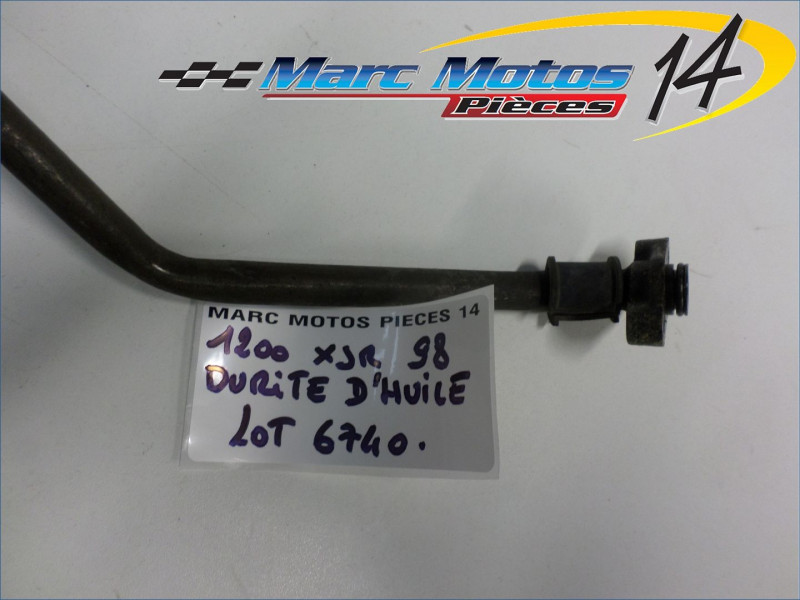 Marc Motos 14
Pièces
MARC MOTOS PIECES 14
1200 XJR 98
DURITE D'HUILE
LOT 6740.